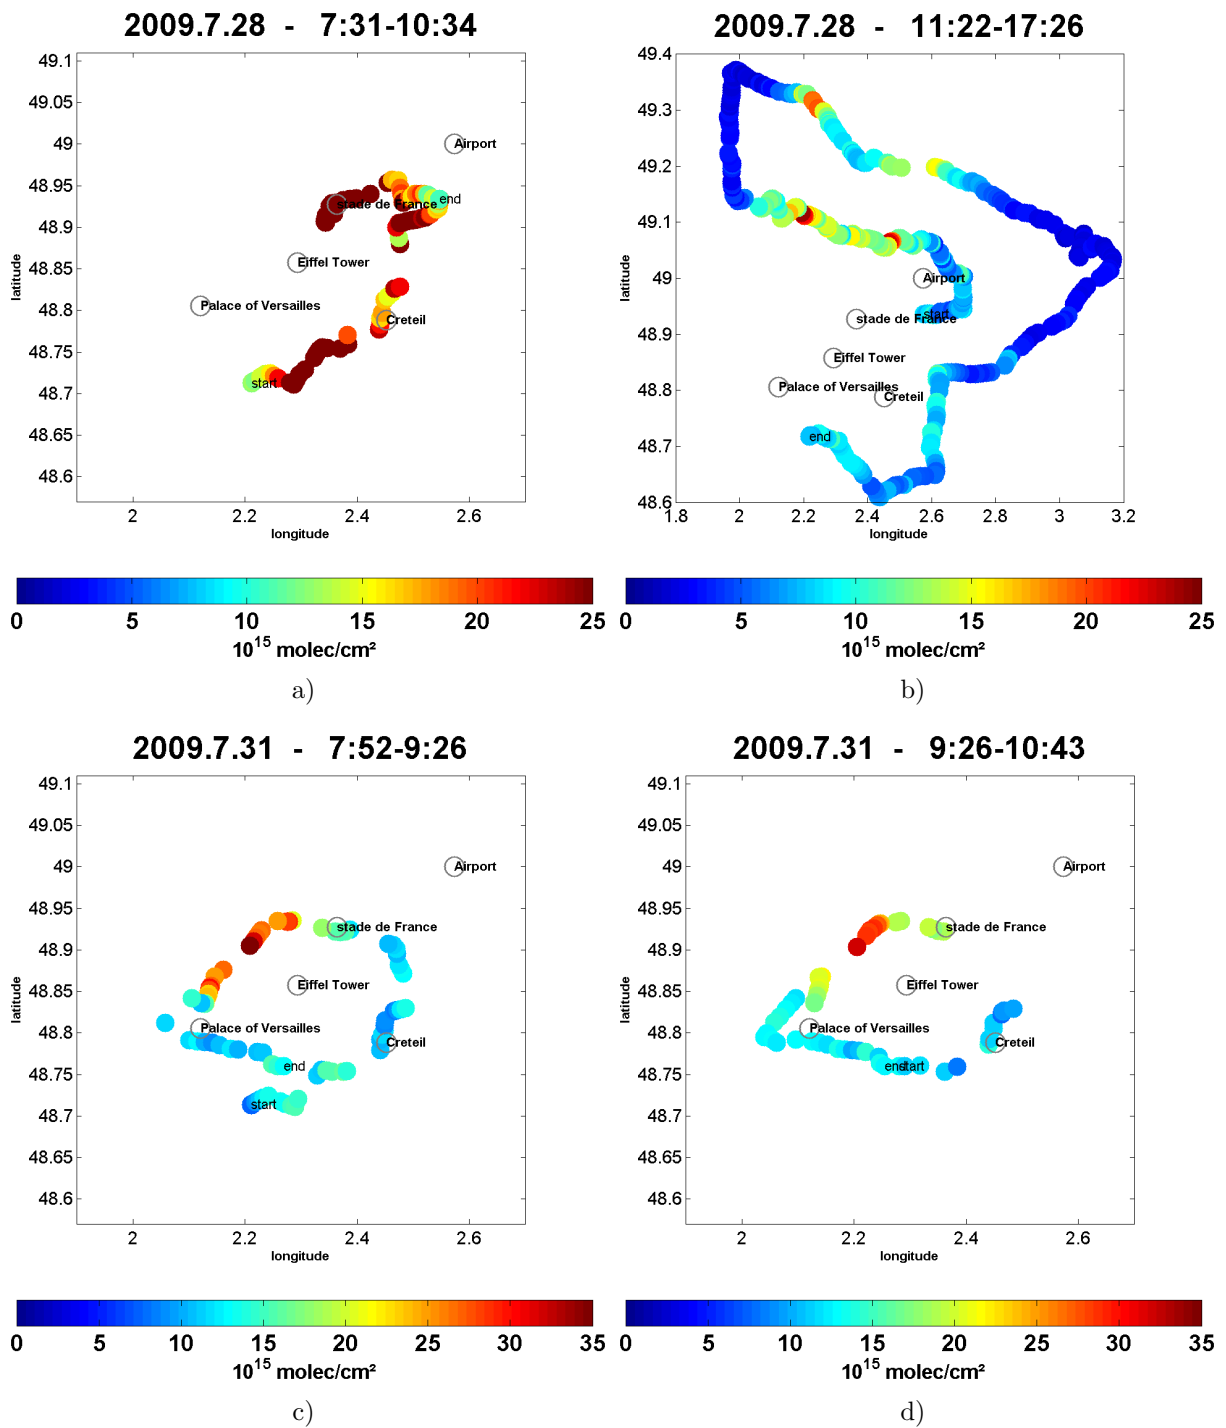 2009.7.28 - 7:31-10:34
49.1
49.05
49
48.95
48.9
48.85
48.8
48.75
48.7
48.65
48.6
latitude
Airport
end
stade de France
Eiffel Tower
Palace of Versailles
Creteil
start
2 2.2 2.4 2.6
longitude
0 5 10 15 20 25
10¹⁵ molec/cm²
a)
2009.7.28 - 11:22-17:26
49.4
49.3
49.2
49.1
49
48.9
48.8
48.7
48.6
latitude
Airport
start
stade de France
Eiffel Tower
Palace of Versailles
Creteil
end
1.8 2 2.2 2.4 2.6 2.8 3 3.2
longitude
0 5 10 15 20 25
10¹⁵ molec/cm²
b)
2009.7.31 - 7:52-9:26
49.1
49.05
49
48.95
48.9
48.85
48.8
48.75
48.7
48.65
48.6
latitude
Airport
stade de France
Eiffel Tower
Palace of Versailles
Creteil
end
start
2 2.2 2.4 2.6
longitude
0 5 10 15 20 25 30 35
10¹⁵ molec/cm²
c)
2009.7.31 - 9:26-10:43
49.1
49.05
49
48.95
48.9
48.85
48.8
48.75
48.7
48.65
48.6
latitude
Airport
stade de France
Eiffel Tower
Palace of Versailles
Creteil
end start
2 2.2 2.4 2.6
longitude
0 5 10 15 20 25 30 35
10¹⁵ molec/cm²
d)